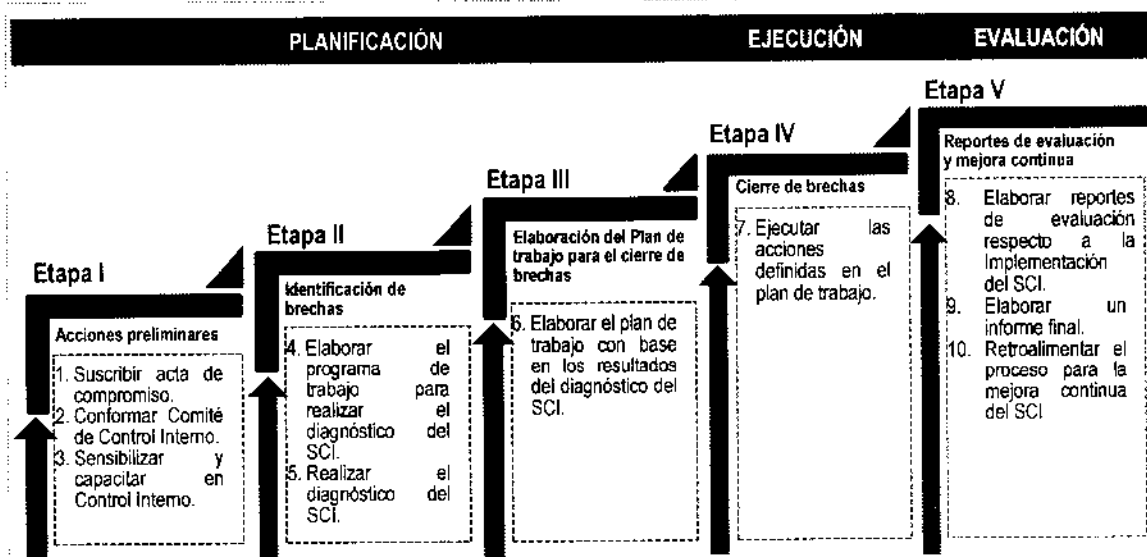 PLANIFICACIÓN
EJECUCIÓN
EVALUACIÓN
Etapa I
Acciones preliminares
1. Suscribir acta de
compromiso.
2. Conformar Comité
de Control Interno.
3. Sensibilizar y
capacitar en
Control Interno.
Etapa II
Identificación de
brechas
4. Elaborar el
programa de
trabajo para
realizar el
diagnóstico del
SCI.
5. Realizar el
diagnóstico del
SCI.
Etapa III
Elaboración del Plan de
trabajo para el cierre de
brechas
6. Elaborar el plan de
trabajo con base
en los resultados
del diagnóstico del
SCI.
Etapa IV
Cierre de brechas
7. Ejecutar las
acciones
definidas en el
plan de trabajo.
Etapa V
Reportes de evaluación
y mejora continua
8. Elaborar reportes
de evaluación
respecto a la
Implementación
del SCI.
9. Elaborar un
informe final.
10. Retroalimentar el
proceso para la
mejora continua
del SCI